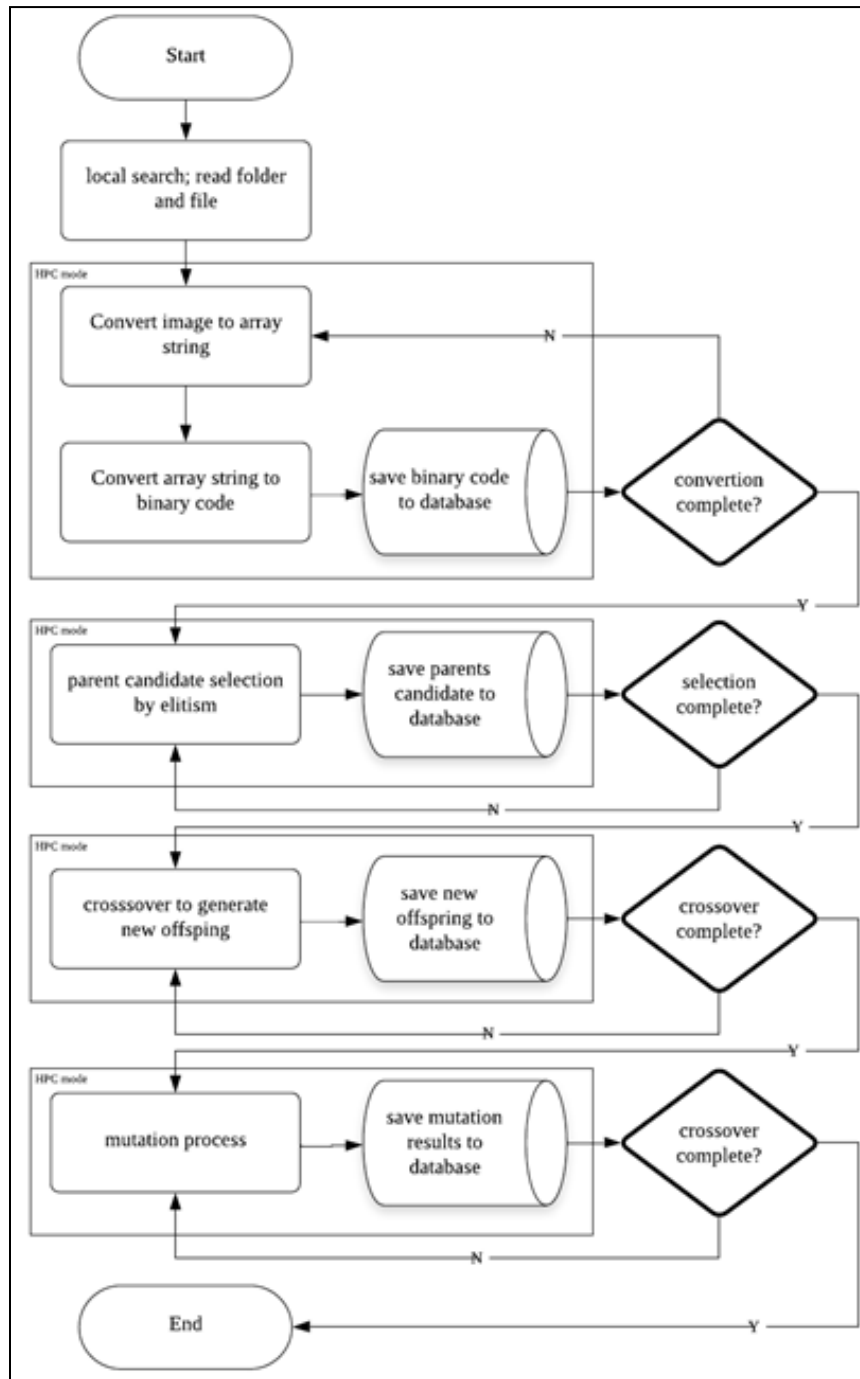 Start
local search; read folder
and file
HPC mode
Convert image to array
string
N
Convert array string to
binary code
save binary code
to database
convertion
complete?
Y
HPC mode
parent candidate selection
by elitism
save parents
candidate to
database
selection
complete?
N
Y
HPC mode
crosssover to generate
new offsping
save new
offspring to
database
crossover
complete?
N
Y
HPC mode
mutation process
save mutation
results to
database
crossover
complete?
N
End
Y